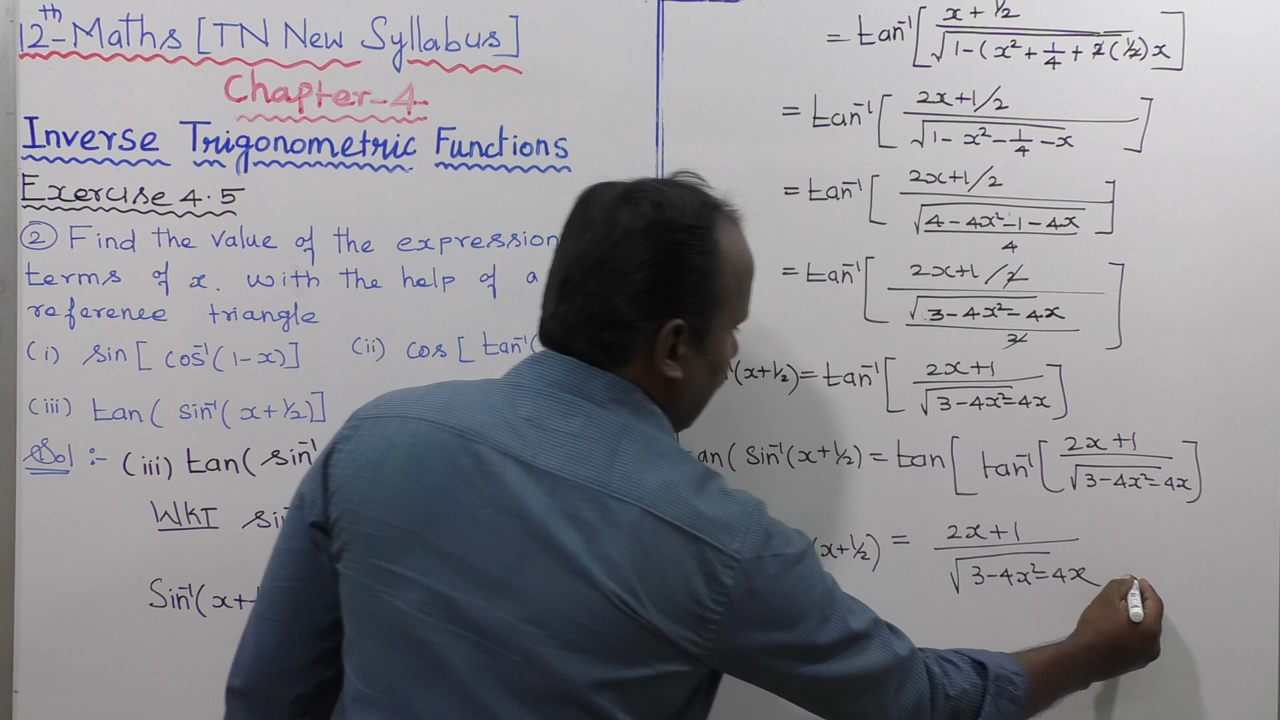 12th-Maths [TN New Syllabus]
Chapter-4
Inverse Trigonometric Functions
Exercise 4.5
② Find the value of the expression
terms of x. with the help of a
reference triangle
(i) sin[cos⁻¹(1-x)] (ii) cos[tan⁻¹(
(iii) tan(sin⁻¹(x+1/2)]
Sol :- (iii) tan(sin⁻¹
WKT
Sin⁻¹(x+
= tan⁻¹[x+1/2 / √1-(x²+1/4+2(1/2)x]
= tan⁻¹[2x+1/2 / √1-x²-1/4-x]
= tan⁻¹[2x+1/2 / √4-4x²-1-4x / 4]
= tan⁻¹[2x+1/2 / √3-4x²-4x / 2]
(x+1/2) = tan⁻¹[2x+1 / √3-4x²-4x]
an(Sin⁻¹(x+1/2) = tan[tan⁻¹[2x+1 / √3-4x²-4x]
(x+1/2) = 2x+1 / √3-4x²-4x